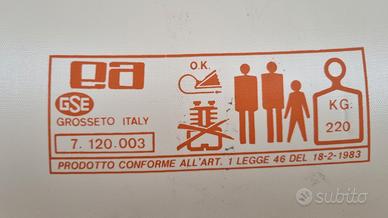 ea
GSE
GROSSETO ITALY
7. 120.003
O.K.
KG:
220
PRODOTTO CONFORME ALL'ART. 1 LEGGE 46 DEL 18-2-1983
subito